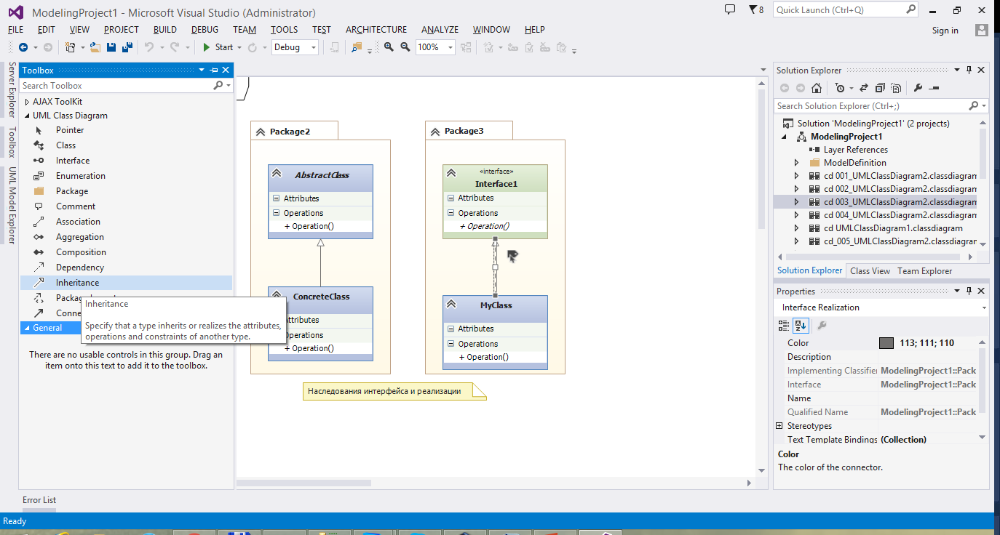 ModelingProject1 - Microsoft Visual Studio (Administrator)
8
Quick Launch (Ctrl+Q)
FILE EDIT VIEW PROJECT BUILD DEBUG TEAM TOOLS TEST ARCHITECTURE ANALYZE WINDOW HELP
Sign in
Start
Debug
100%
Server Explorer
Toolbox
UML Model Explorer
Toolbox
Search Toolbox
AJAX ToolKit
UML Class Diagram
Pointer
Class
Interface
Enumeration
Package
Comment
Association
Aggregation
Composition
Dependency
Inheritance
General
Inheritance
Specify that a type inherits or realizes the attributes,
operations and constraints of another type.
There are no usable controls in this group. Drag an
item onto this text to add it to the toolbox.
Package2
AbstractClass
Attributes
Operations
+ Operation()
ConcreteClass
Attributes
Operations
+ Operation()
Package3
«interface»
Interface1
Attributes
Operations
+ Operation()
MyClass
Attributes
Operations
+ Operation()
Наследования интерфейса и реализации
Solution Explorer
Search Solution Explorer (Ctrl+;)
Solution 'ModelingProject1' (2 projects)
ModelingProject1
Layer References
ModelDefinition
cd 001_UMLClassDiagram2.classdiagram
cd 002_UMLClassDiagram2.classdiagram
cd 003_UMLClassDiagram2.classdiagram
cd 004_UMLClassDiagram2.classdiagram
cd UMLClassDiagram1.classdiagram
cd_005_UMLClassDiagram2.classdiagram
Solution Explorer Class View Team Explorer
Properties
Interface Realization
Color 113; 111; 110
Description
Implementing Classifier ModelingProject1::Pack
Interface ModelingProject1::Pack
Name
Qualified Name ModelingProject1::Pack
Stereotypes
Text Template Bindings (Collection)
Color
The color of the connector.
Error List
Ready